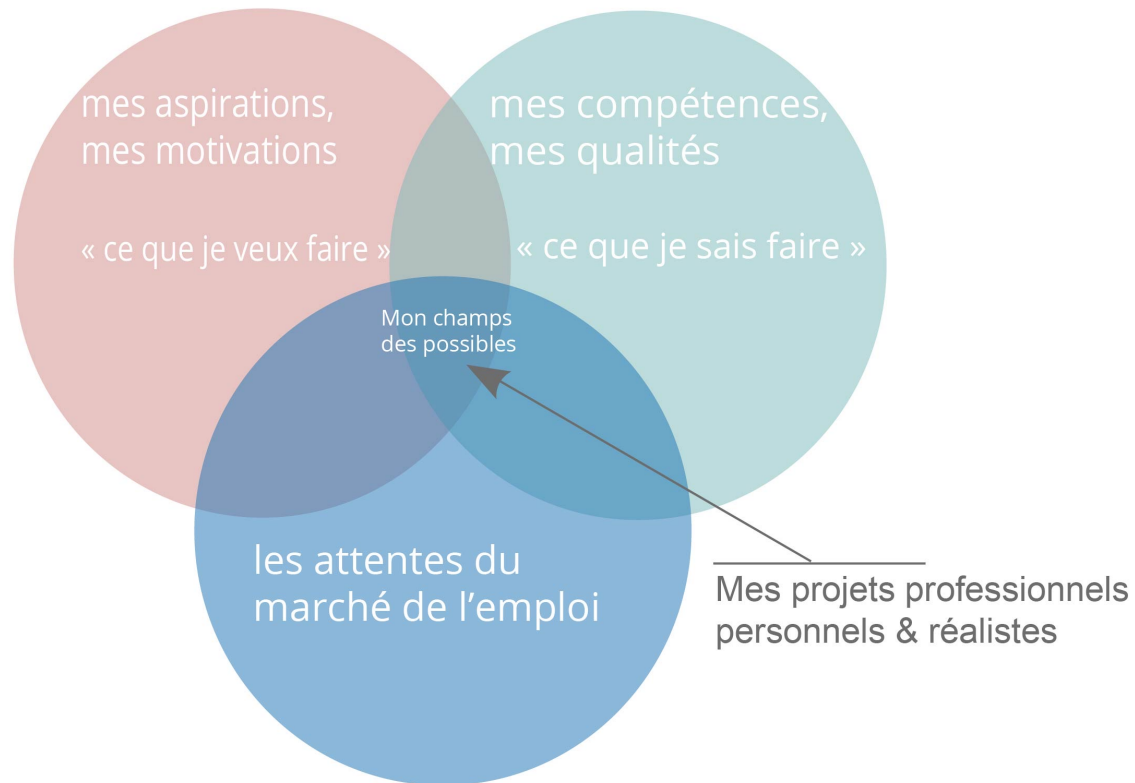 mes aspirations,
mes motivations
« ce que je veux faire »
mes compétences,
mes qualités
« ce que je sais faire »
Mon champs
des possibles
les attentes du
marché de l’emploi
Mes projets professionnels
personnels & réalistes